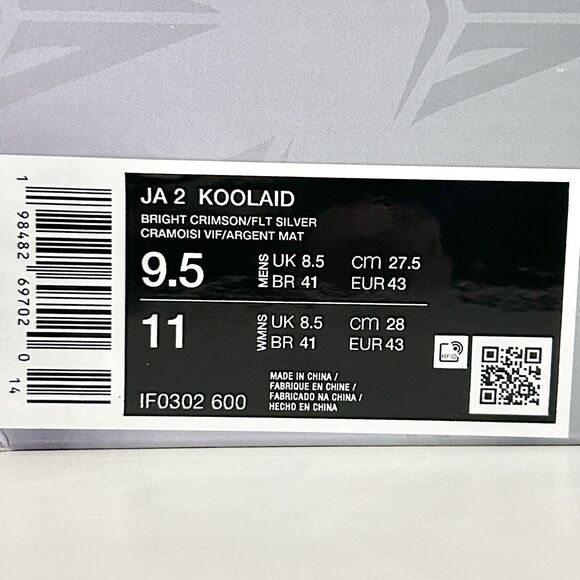 JA 2 KOOLAID
BRIGHT CRIMSON/FLT SILVER
CRAMOISI VIF/ARGENT MAT
9.5 MENS UK 8.5 cm 27.5
BR 41 EUR 43
11 WMNS UK 8.5 cm 28
BR 41 EUR 43
RFID
IF0302 600
MADE IN CHINA /
FABRIQUE EN CHINE /
FABRICADO NA CHINA /
HECHO EN CHINA
1 98482 69702 0 14